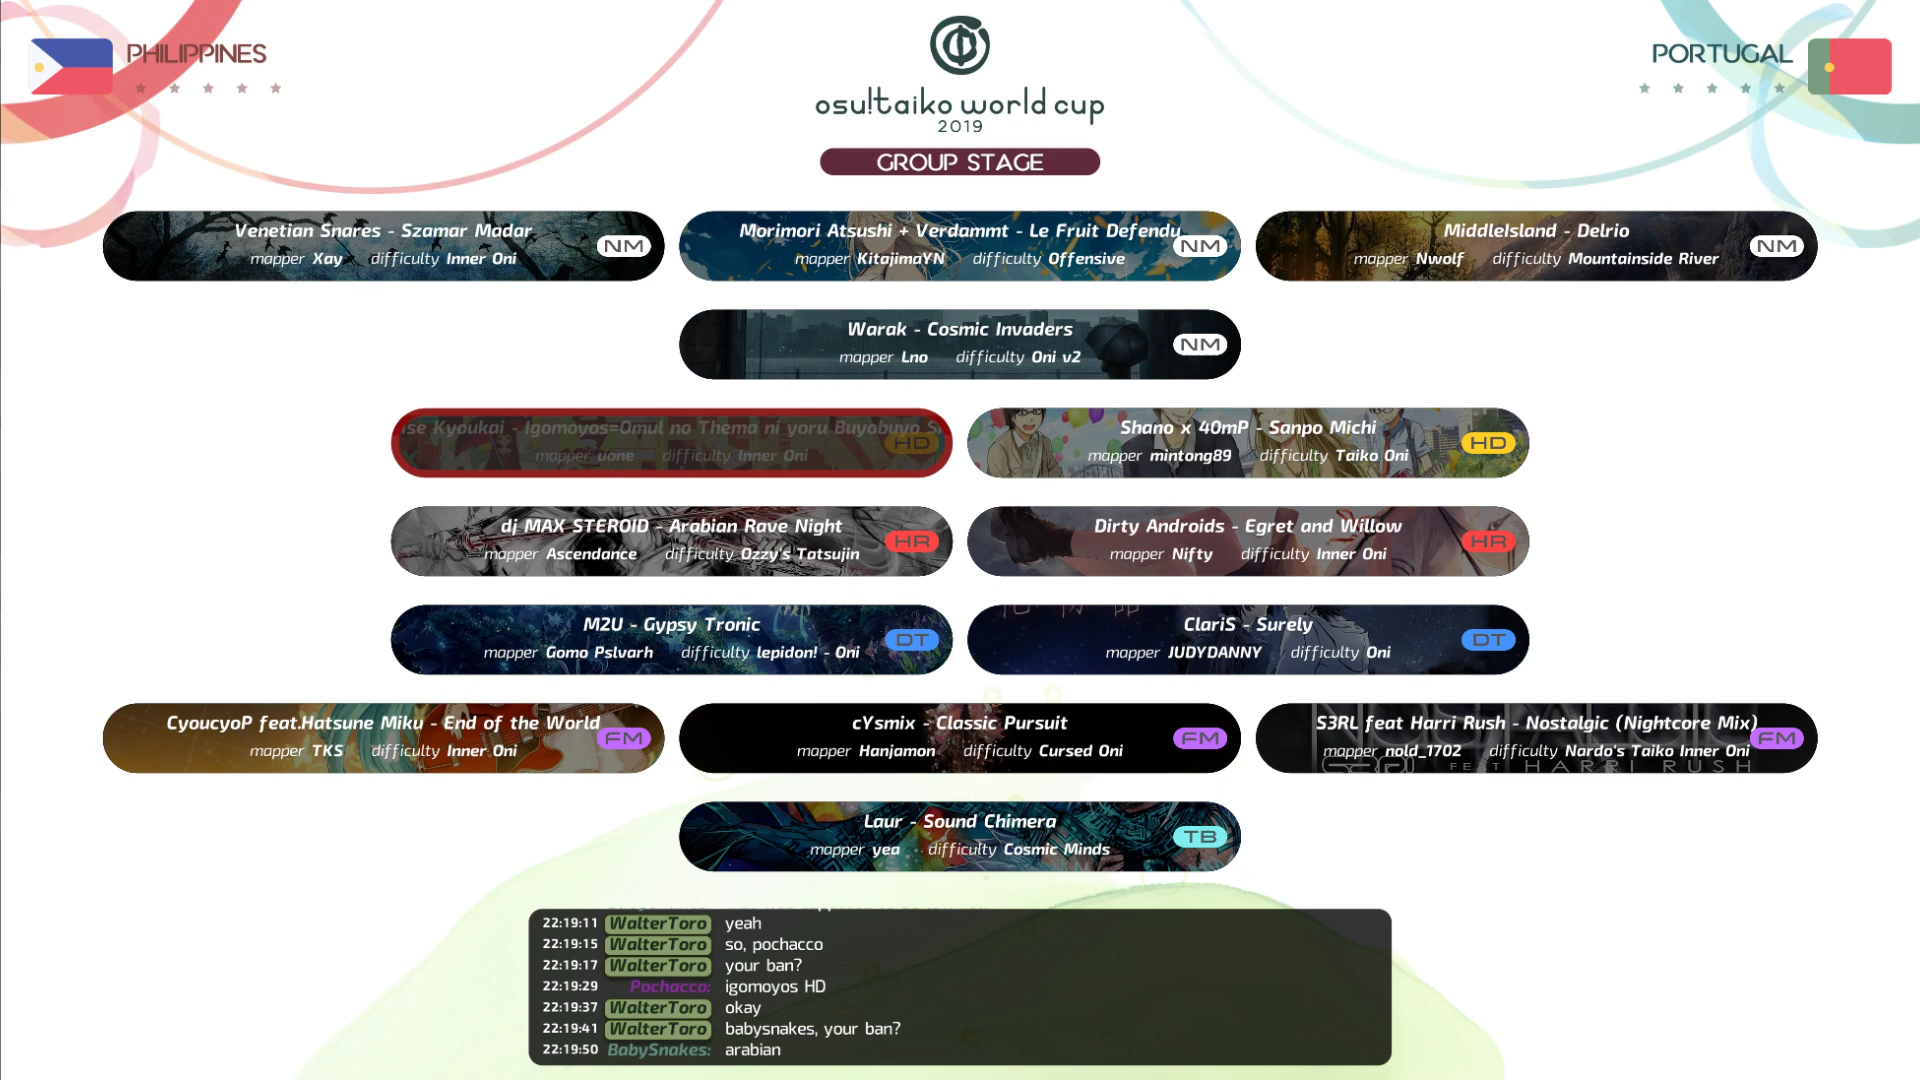 PHILIPPINES
PORTUGAL
osu!taiko world cup
2019
GROUP STAGE
Venetian Snares - Szamar Madar
mapper Xay difficulty Inner Oni
NM
Morimori Atsushi + Verdammt - Le Fruit Defendu
mapper KitajimaYN difficulty Offensive
NM
MiddleIsland - Delrio
mapper Nwolf difficulty Mountainside River
NM
Warak - Cosmic Invaders
mapper Lno difficulty Oni v2
NM
ise Kyoukai - Igomoyos=Omul no Thema ni yoru Buyobuyo S
mapper uone difficulty Inner Oni
HD
Shano x 40mP - Sanpo Michi
mapper mintong89 difficulty Taiko Oni
HD
dj MAX STEROID - Arabian Rave Night
mapper Ascendance difficulty Ozzy's Tatsujin
HR
Dirty Androids - Egret and Willow
mapper Nifty difficulty Inner Oni
HR
M2U - Gypsy Tronic
mapper Gomo Pslvarh difficulty lepidon! - Oni
DT
ClariS - Surely
mapper JUDYDANNY difficulty Oni
DT
CyoucyoP feat.Hatsune Miku - End of the World
mapper TKS difficulty Inner Oni
FM
cYsmix - Classic Pursuit
mapper Hanjamon difficulty Cursed Oni
FM
S3RL feat Harri Rush - Nostalgic (Nightcore Mix)
mapper nold_1702 difficulty Nardo's Taiko Inner Oni
FM
S3RL FEAT HARRI RUSH
Laur - Sound Chimera
mapper yea difficulty Cosmic Minds
TB
22:19:11 WalterToro yeah
22:19:15 WalterToro so, pochacco
22:19:17 WalterToro your ban?
22:19:29 Pochacco: igomoyos HD
22:19:37 WalterToro okay
22:19:41 WalterToro babysnakes, your ban?
22:19:50 BabySnakes: arabian